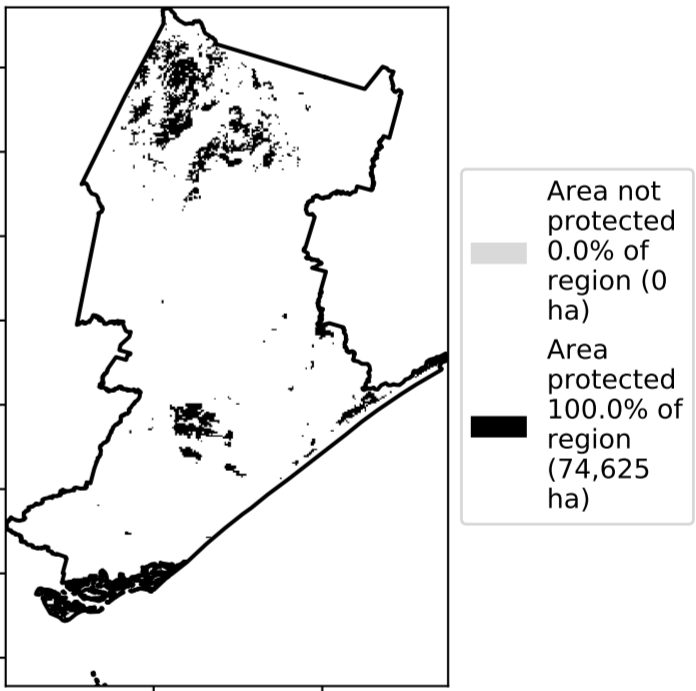 Area not
protected
0.0% of
region (0
ha)
Area
protected
100.0% of
region
(74,625
ha)